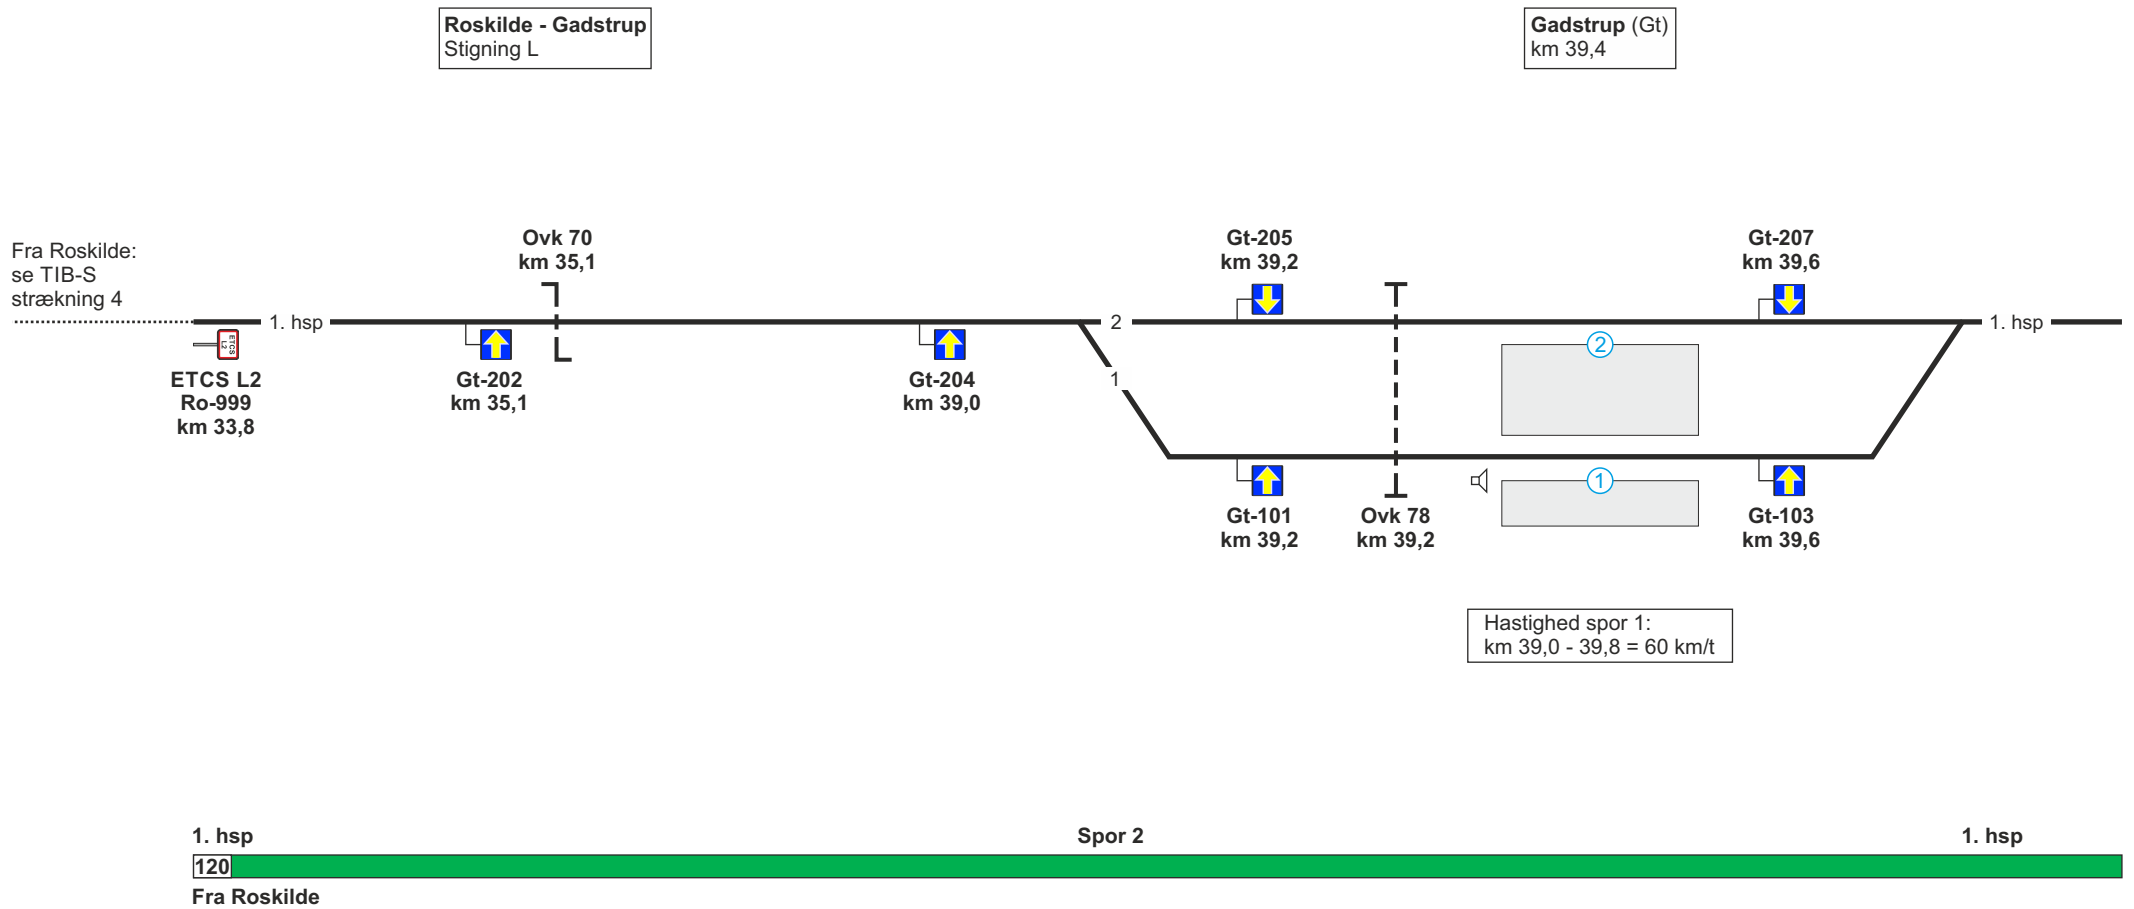 Roskilde - Gadstrup
Stigning L
Gadstrup (Gt)
km 39,4
Fra Roskilde:
se TIB-S
strækning 4
Ovk 70
km 35,1
Gt-205
km 39,2
Gt-207
km 39,6
1. hsp
2
1. hsp
ETCS
L2
2
ETCS L2
Ro-999
km 33,8
Gt-202
km 35,1
Gt-204
km 39,0
1
1
Gt-101
km 39,2
Ovk 78
km 39,2
Gt-103
km 39,6
Hastighed spor 1:
km 39,0 - 39,8 = 60 km/t
1. hsp
Spor 2
1. hsp
120
Fra Roskilde